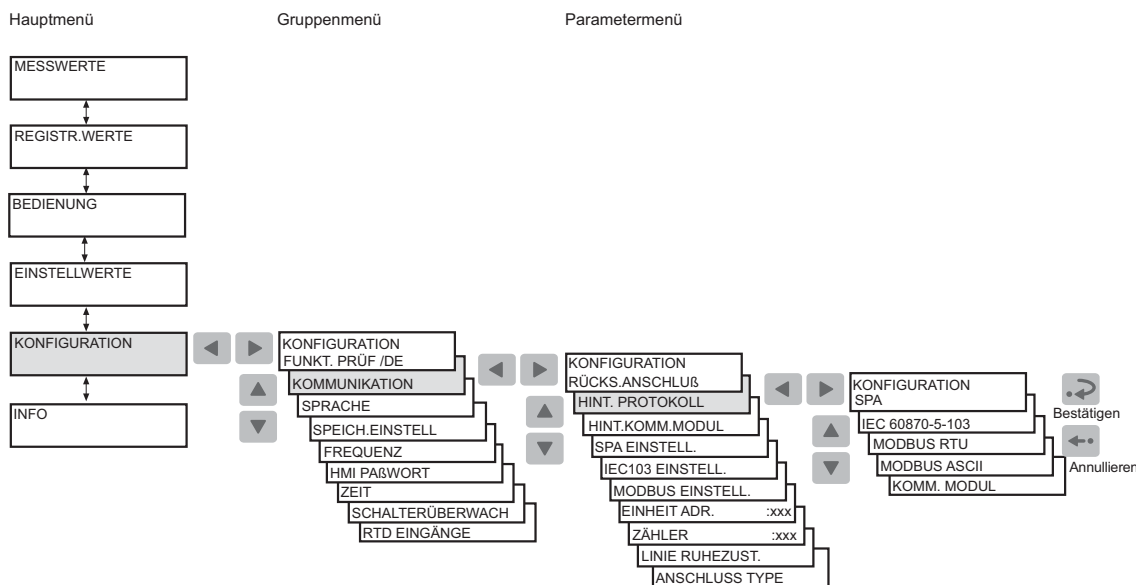 Hauptmenü
Gruppenmenü
Parametermenü
MESSWERTE
REGISTR.WERTE
BEDIENUNG
EINSTELLWERTE
KONFIGURATION
INFO
KONFIGURATION
FUNKT. PRÜF /DE
KOMMUNIKATION
SPRACHE
SPEICH.EINSTELL
FREQUENZ
HMI PAßWORT
ZEIT
SCHALTERÜBERWACH
RTD EINGÄNGE
KONFIGURATION
RÜCKS.ANSCHLUß
HINT. PROTOKOLL
HINT.KOMM.MODUL
SPA EINSTELL.
IEC103 EINSTELL.
MODBUS EINSTELL.
EINHEIT ADR. :xxx
ZÄHLER :xxx
LINIE RUHEZUST.
ANSCHLUSS TYPE
KONFIGURATION
SPA
IEC 60870-5-103
MODBUS RTU
MODBUS ASCII
KOMM. MODUL
Bestätigen
Annullieren